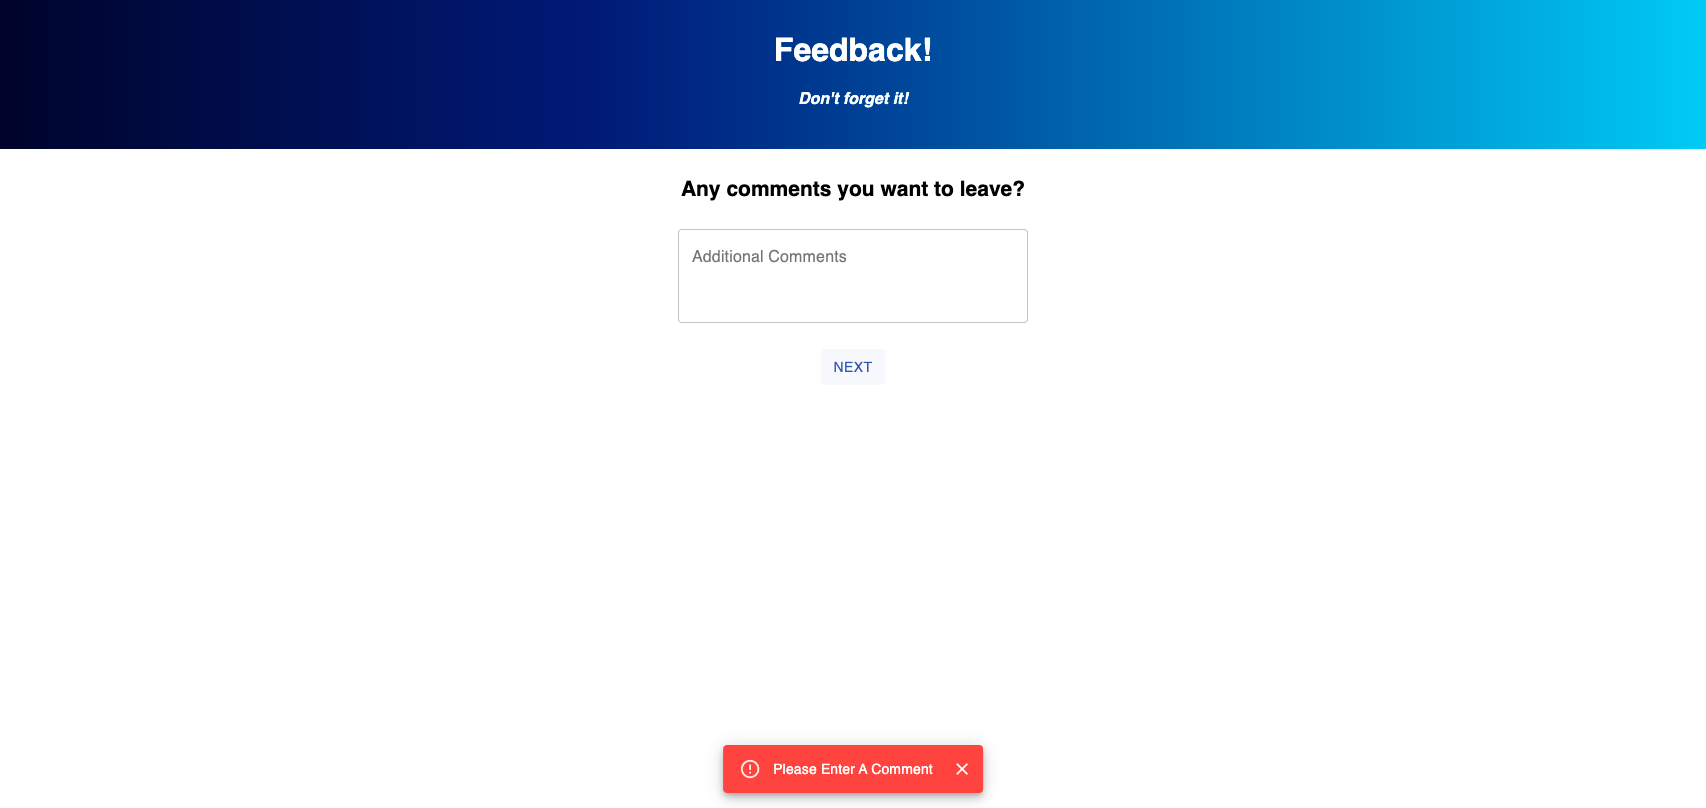 Feedback!
Don't forget it!
Any comments you want to leave?
Additional Comments
NEXT
Please Enter A Comment